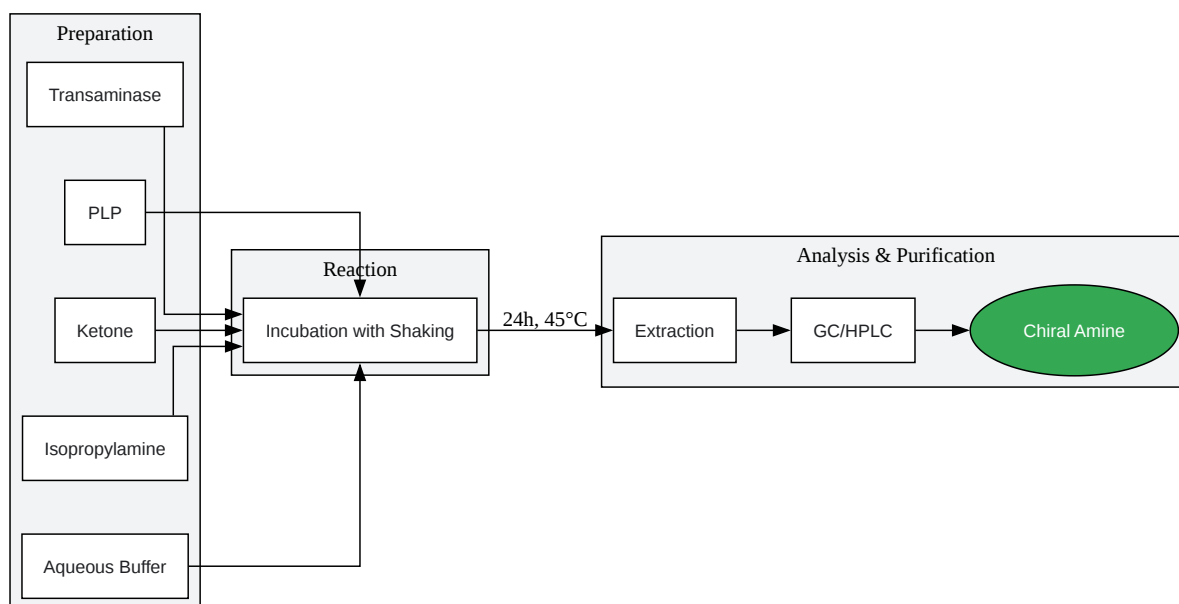 Preparation
Transaminase
PLP
Ketone
Isopropylamine
Aqueous Buffer
Reaction
Incubation with Shaking
24h, 45°C
Analysis & Purification
Extraction
GC/HPLC
Chiral Amine